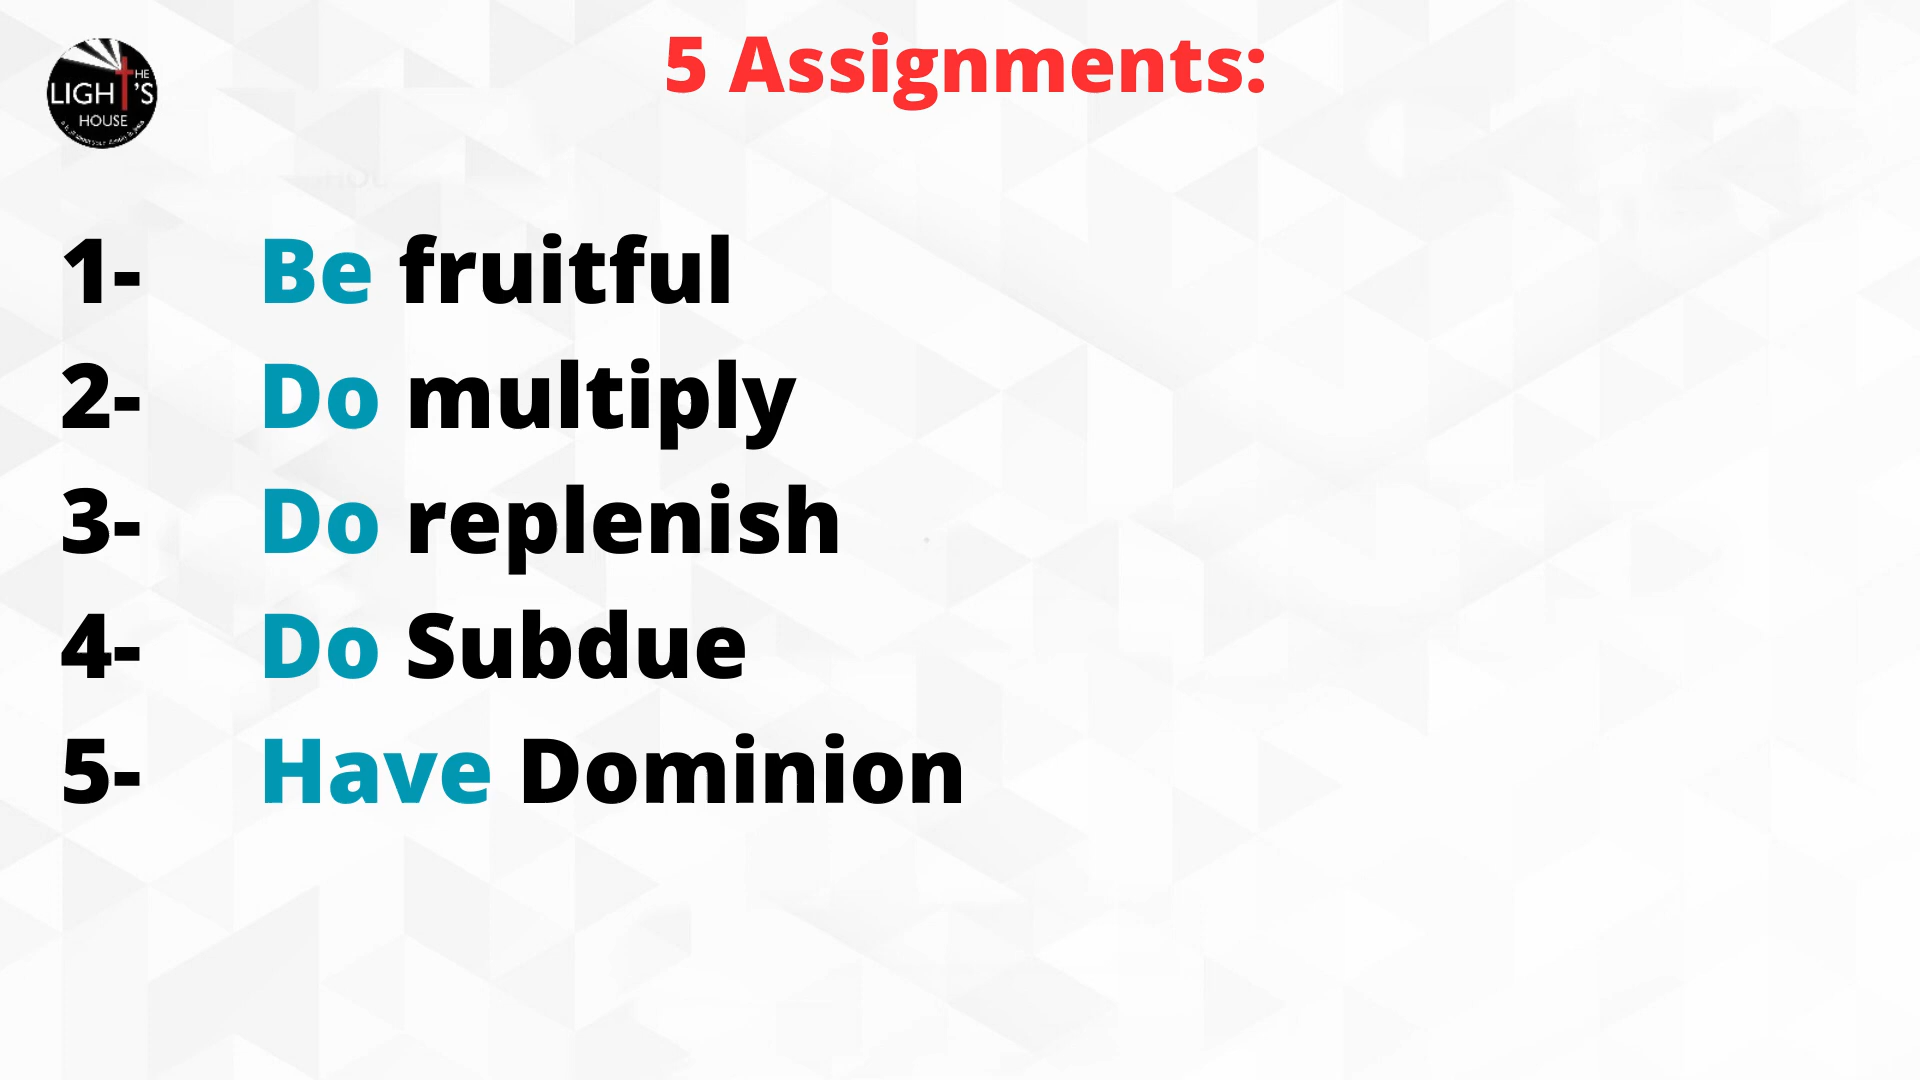 5 Assignments:
THE
LIGHT'S
HOUSE
1- Be fruitful
2- Do multiply
3- Do replenish
4- Do Subdue
5- Have Dominion